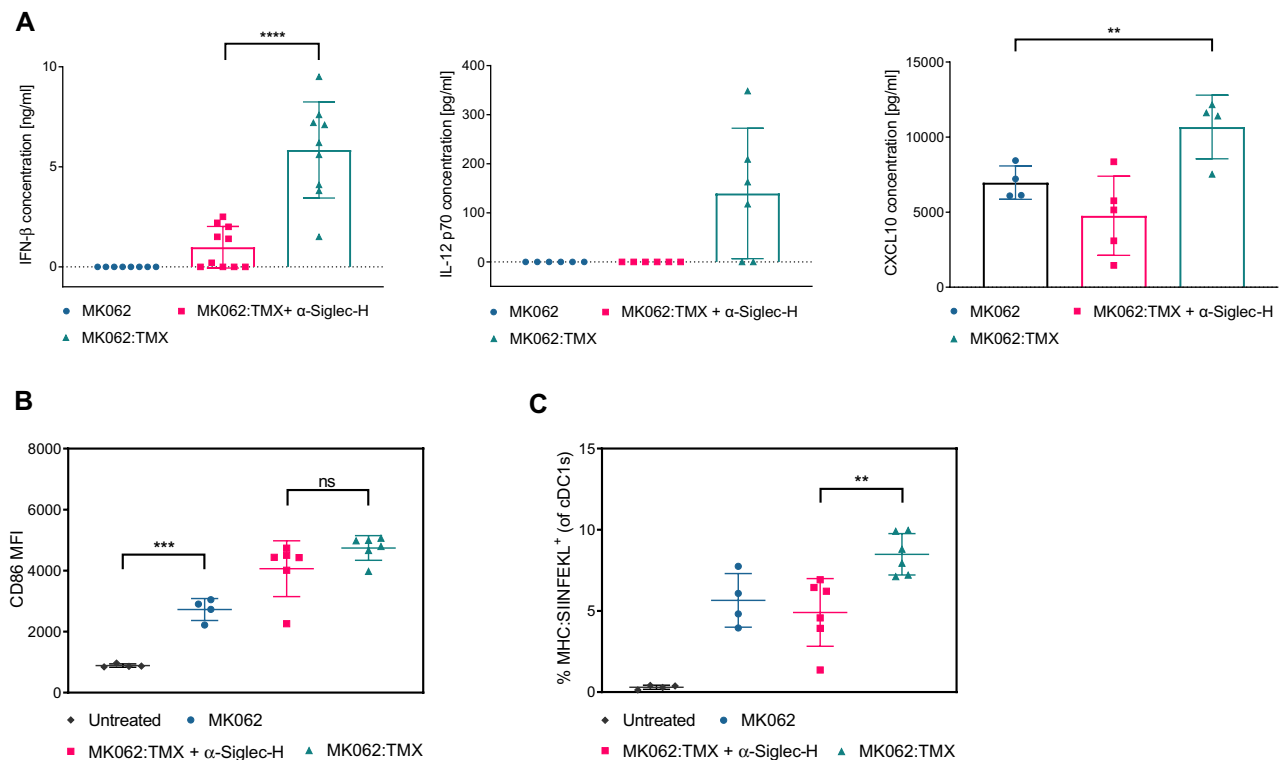 A
IFN-β concentration [ng/ml]
10
5
0
****
MK062
MK062:TMX+ α-Siglec-H
MK062:TMX
IL-12 p70 concentration [pg/ml]
400
300
200
100
0
MK062
MK062:TMX + α-Siglec-H
MK062:TMX
CXCL10 concentration [pg/ml]
15000
10000
5000
0
**
MK062
MK062:TMX + α-Siglec-H
MK062:TMX
B
CD86 MFI
8000
6000
4000
2000
0
***
ns
Untreated
MK062
MK062:TMX + α-Siglec-H
MK062:TMX
C
% MHC:SIINFEKL+ (of cDC1s)
15
10
5
0
**
Untreated
MK062
MK062:TMX + α-Siglec-H
MK062:TMX